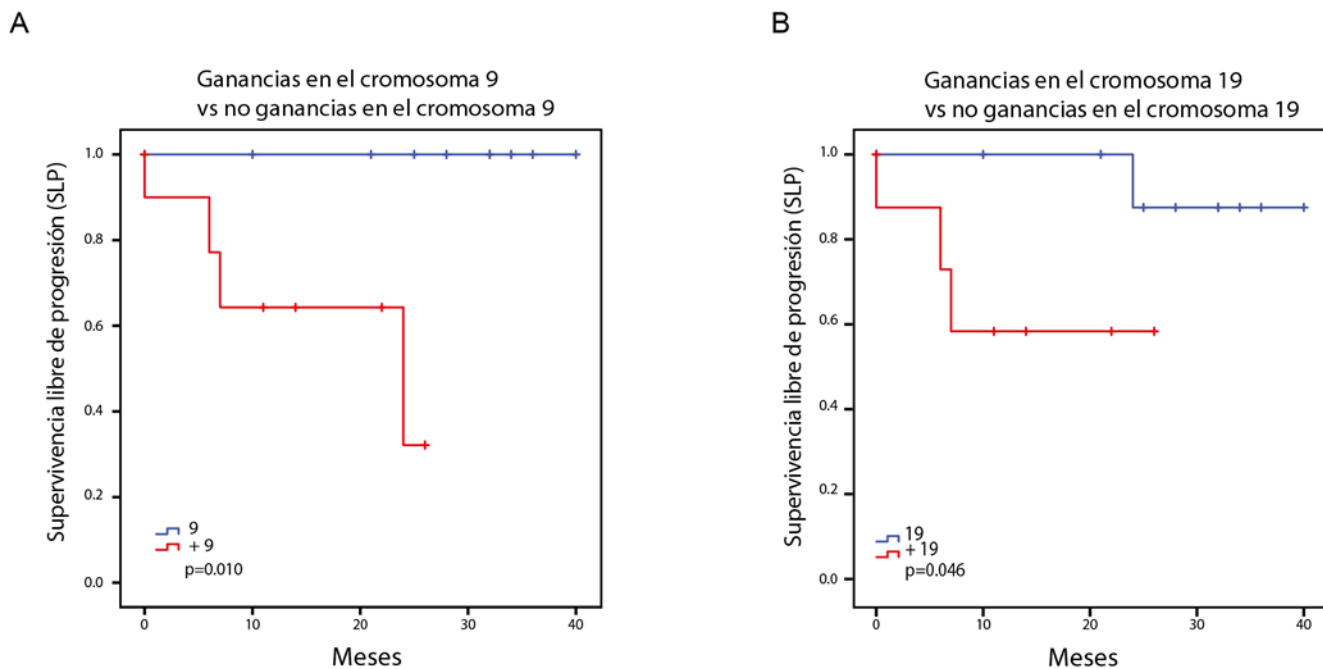 A
Ganancias en el cromosoma 9
vs no ganancias en el cromosoma 9
Supervivencia libre de progresión (SLP)
1.0
0.8
0.6
0.4
0.2
0.0
9
+ 9
p=0.010
0 10 20 30 40
Meses
B
Ganancias en el cromosoma 19
vs no ganancias en el cromosoma 19
Supervivencia libre de progresión (SLP)
1.0
0.8
0.6
0.4
0.2
0.0
19
+ 19
p=0.046
0 10 20 30 40
Meses